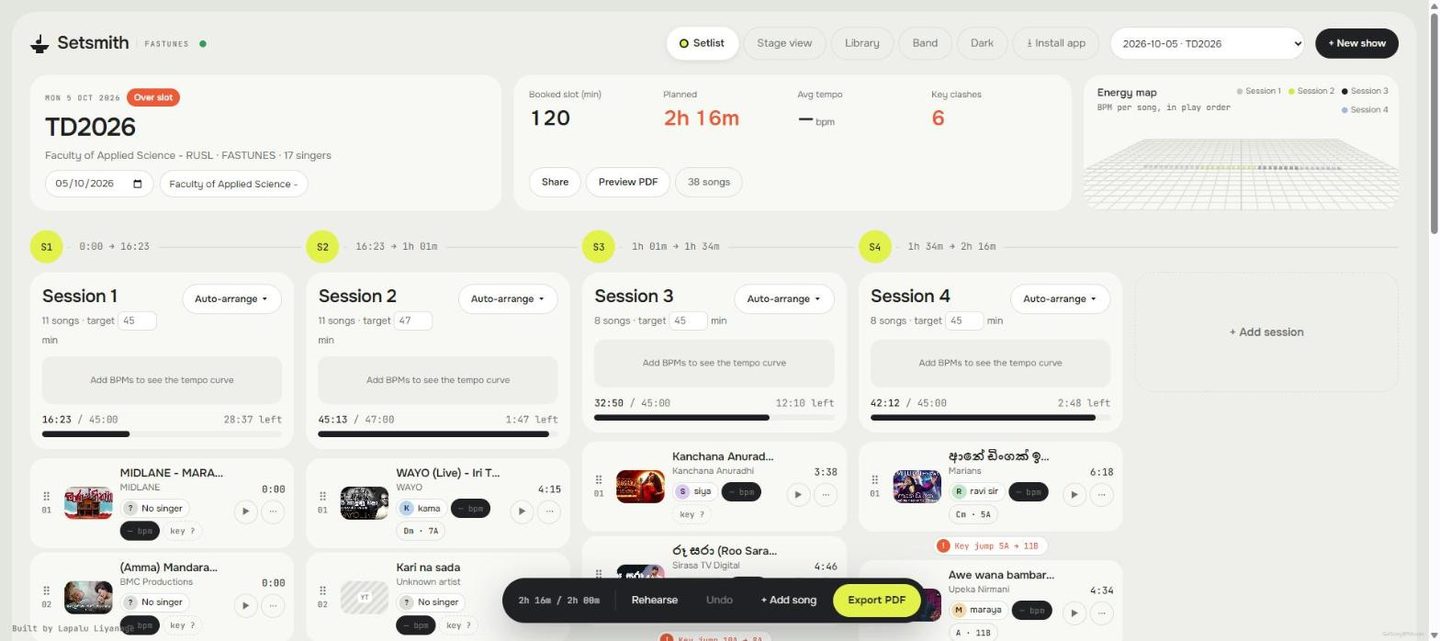 Setsmith FASTUNES
Setlist Stage view Library Band Dark Install app 2026-10-05 · TD2026 + New show
MON 5 OCT 2026 Over slot
TD2026
Faculty of Applied Science - RUSL · FASTUNES · 17 singers
05/10/2026 Faculty of Applied Science -
Booked slot (min) Planned Avg tempo Key clashes
120 2h 16m — bpm 6
Share Preview PDF 38 songs
Energy map Session 1 Session 2 Session 3
BPM per song, in play order Session 4
S1 0:00 → 16:23 S2 16:23 → 1h 01m S3 1h 01m → 1h 34m S4 1h 34m → 2h 16m
Session 1 Auto-arrange
11 songs · target 45
min
Add BPMs to see the tempo curve
16:23 / 45:00 28:37 left
MIDLANE - MARA...
MIDLANE 0:00
01 ? No singer
— bpm key ?
(Amma) Mandara...
BMC Productions 0:00
02 ? No singer
bpm key ?
Session 2 Auto-arrange
11 songs · target 47
min
Add BPMs to see the tempo curve
45:13 / 47:00 1:47 left
WAYO (Live) - Iri T...
WAYO 4:15
01 K kama — bpm
Dm · 7A
Kari na sada
Unknown artist
02 YT ? No singer
— bpm key ?
Session 3 Auto-arrange
8 songs · target 45 min
Add BPMs to see the tempo curve
32:50 / 45:00 12:10 left
Kanchana Anurad...
Kanchana Anuradhi 3:38
01 S siya — bpm
key ?
රූ සරා (Roo Sara...
Sirasa TV Digital 4:46
Key jump 10A → 8A
Session 4 Auto-arrange
8 songs · target 45 min
Add BPMs to see the tempo curve
42:12 / 45:00 2:48 left
ආනේ ඩිංගක් ඉ...
Marians 6:18
01 R ravi sir — bpm
Cm · 5A
! Key jump 5A → 11B
Awe wana bambar...
Upeka Nirmani 4:34
M maraya — bpm
A · 11B
+ Add session
2h 16m / 2h 00m Rehearse Undo + Add song Export PDF
Built by Lapalu Liyanage